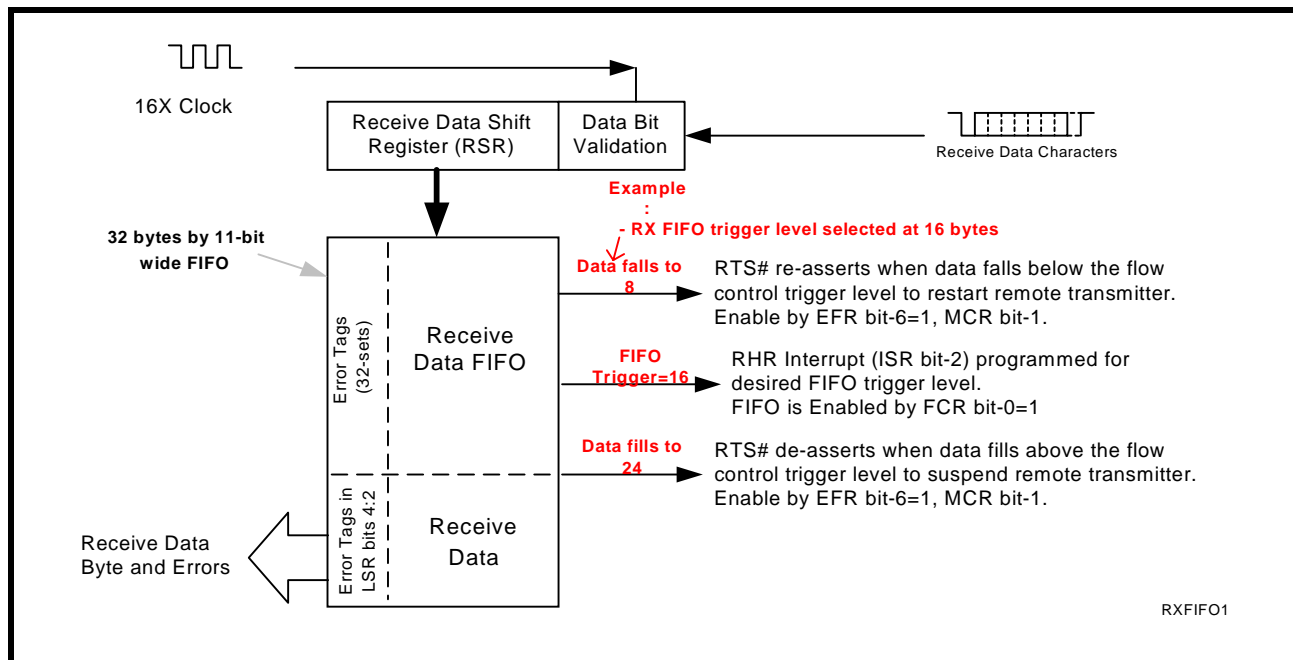 16X Clock
Receive Data Shift
Register (RSR)
Data Bit
Validation
Receive Data Characters
Example
:
- RX FIFO trigger level selected at 16 bytes
32 bytes by 11-bit
wide FIFO
Data falls to
8
RTS# re-asserts when data falls below the flow
control trigger level to restart remote transmitter.
Enable by EFR bit-6=1, MCR bit-1.
Error Tags
(32-sets)
Receive
Data FIFO
FIFO
Trigger=16
RHR Interrupt (ISR bit-2) programmed for
desired FIFO trigger level.
FIFO is Enabled by FCR bit-0=1
Data fills to
24
RTS# de-asserts when data fills above the flow
control trigger level to suspend remote transmitter.
Enable by EFR bit-6=1, MCR bit-1.
Error Tags in
LSR bits 4:2
Receive
Data
Receive Data
Byte and Errors
RXFIFO1